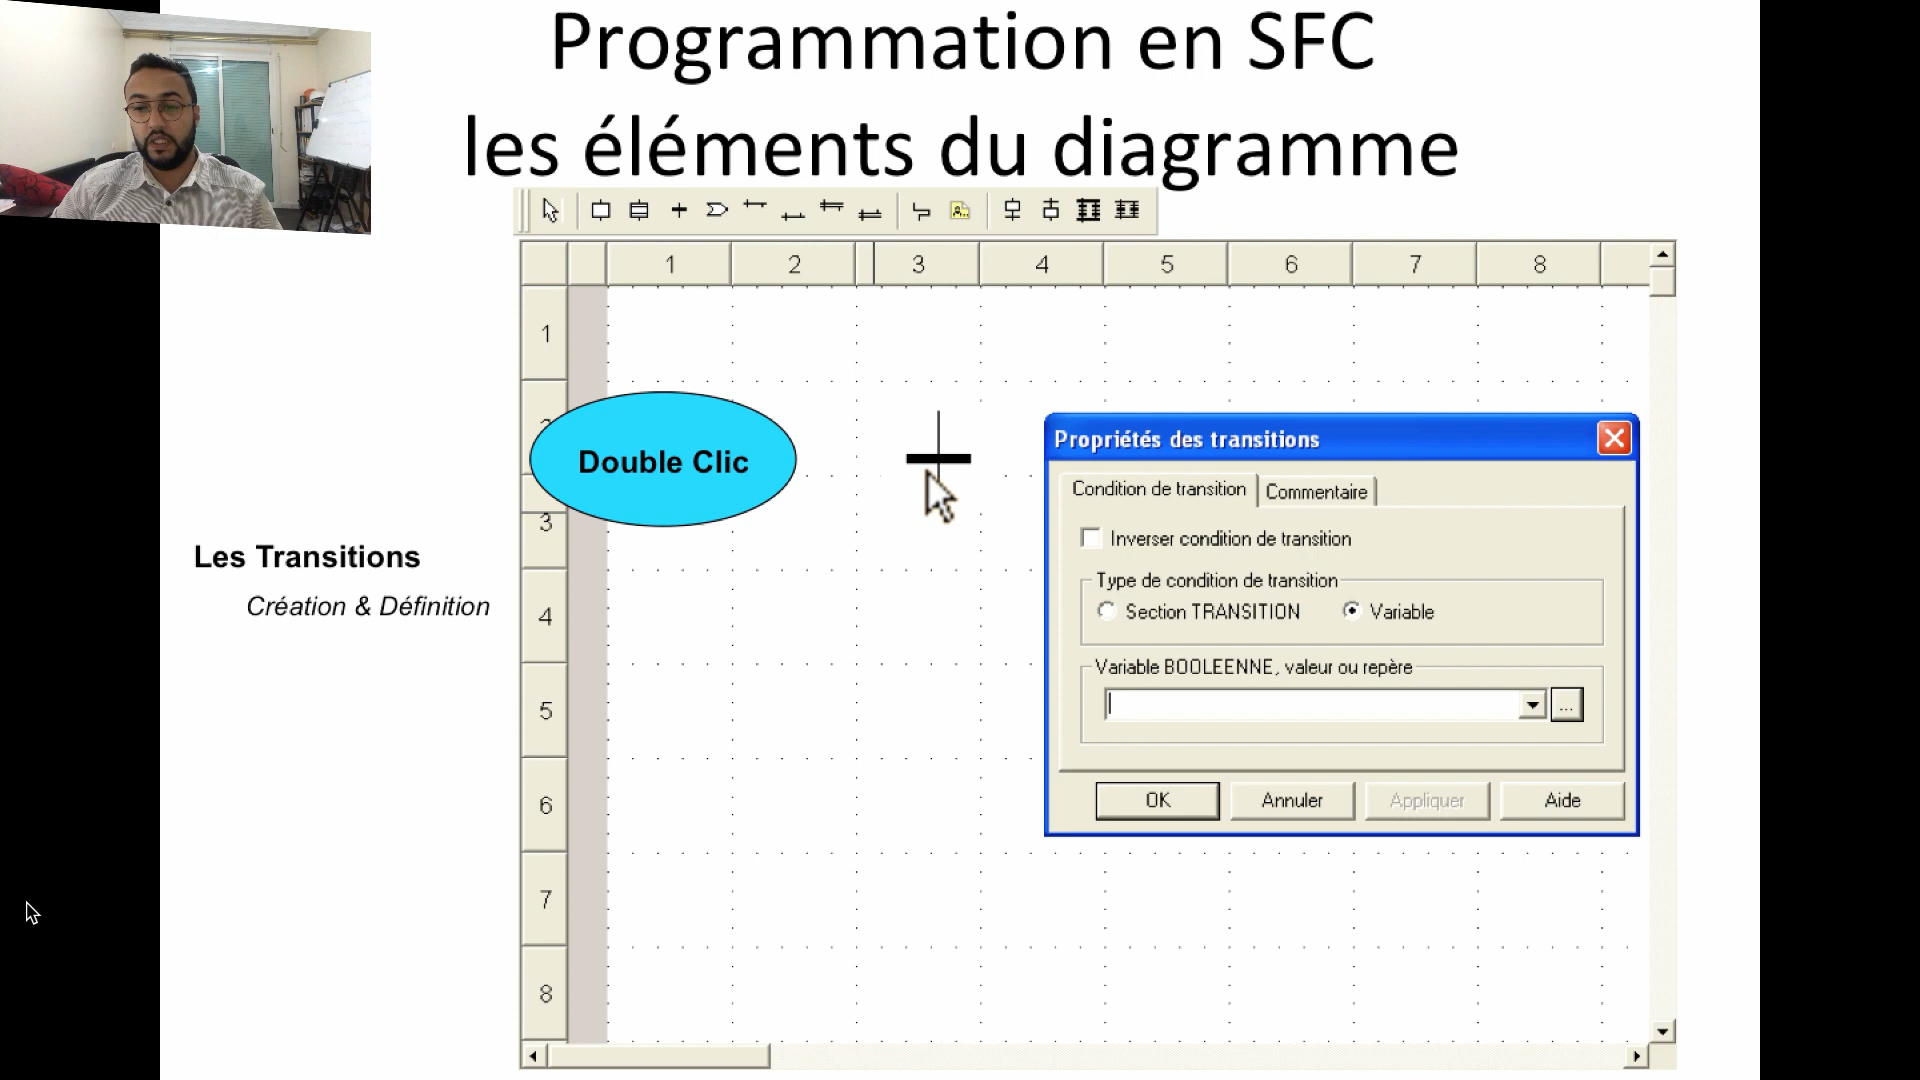 Programmation en SFC
les éléments du diagramme
1 2 3 4 5 6 7 8
1
Double Clic
3
4
5
6
7
8
Les Transitions
Création & Définition
Propriétés des transitions
Condition de transition Commentaire
Inverser condition de transition
Type de condition de transition
Section TRANSITION Variable
Variable BOOLEENNE, valeur ou repère
...
OK Annuler Appliquer Aide